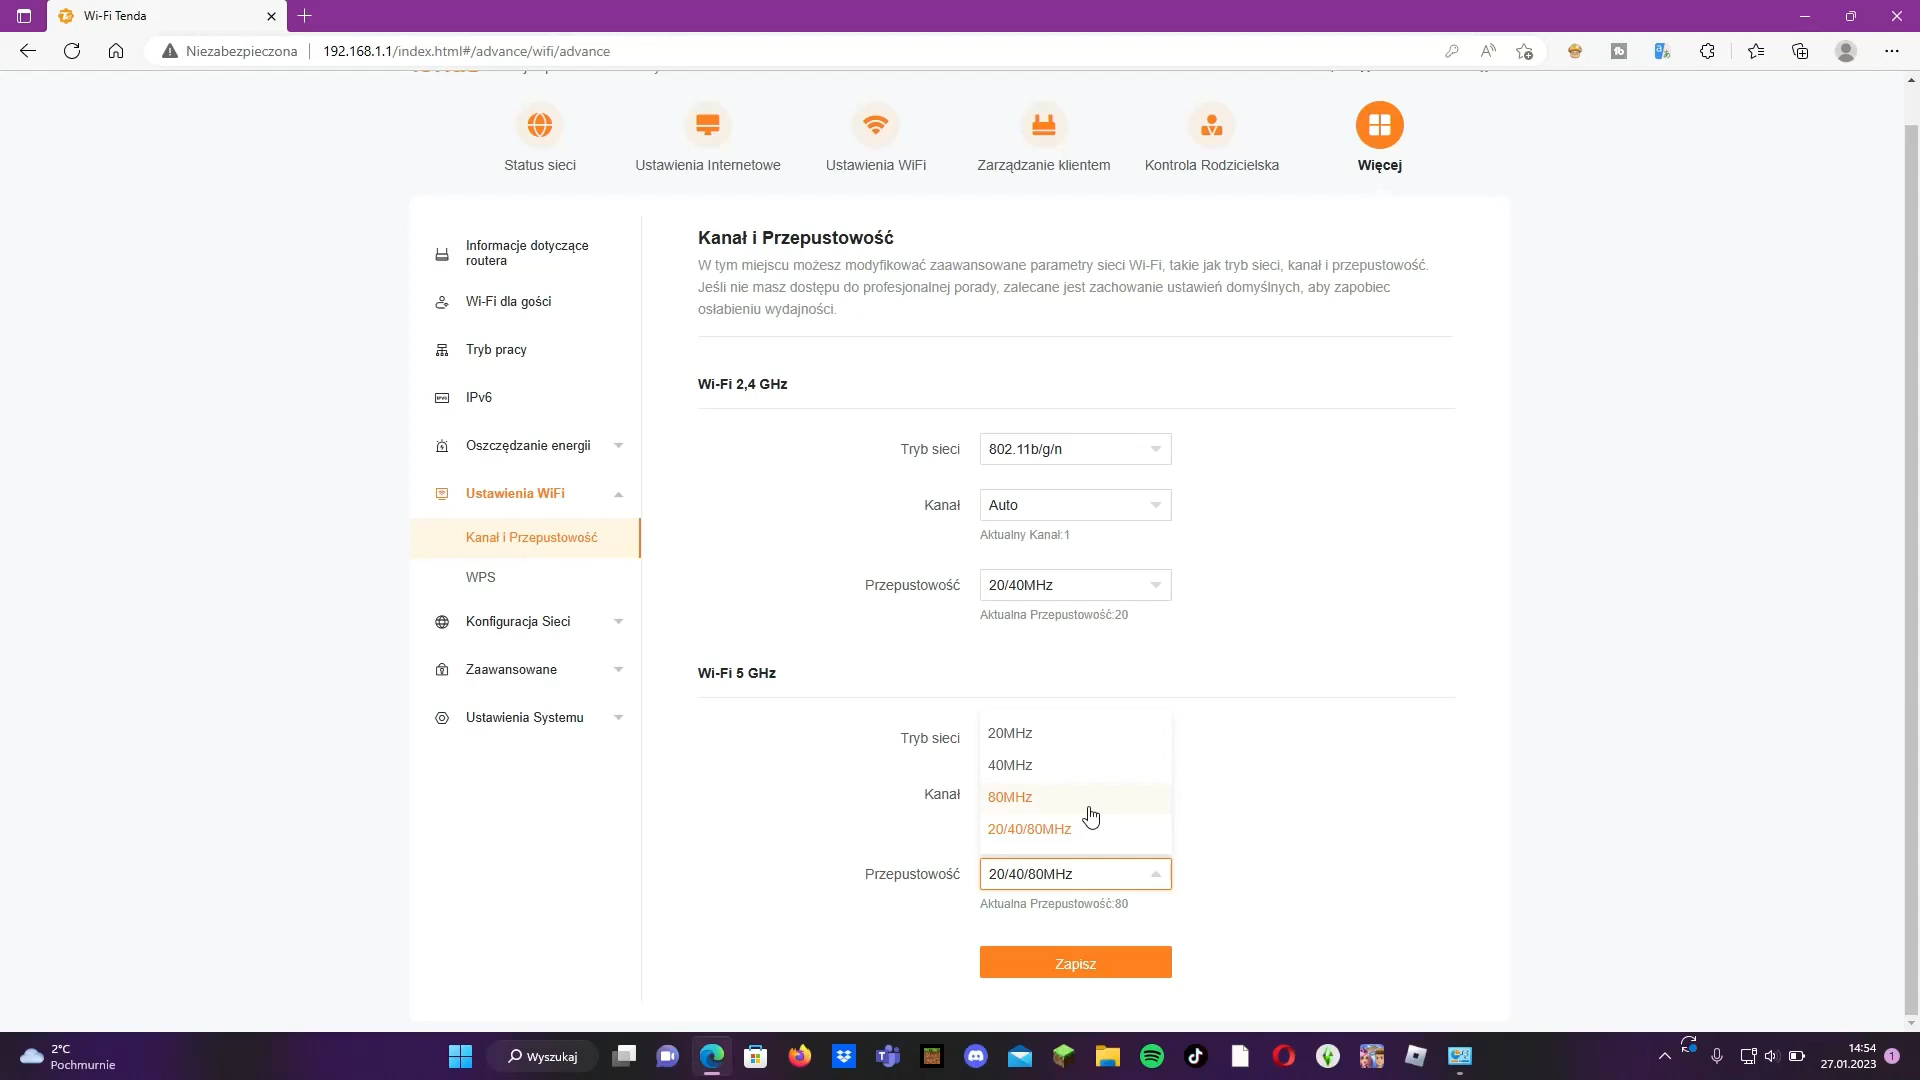 Wi-Fi Tenda
Niezabezpieczona
192.168.1.1/index.html#/advance/wifi/advance
Status sieci
Ustawienia Internetowe
Ustawienia WiFi
Zarządzanie klientem
Kontrola Rodzicielska
Więcej
Informacje dotyczące
routera
Wi-Fi dla gości
Tryb pracy
IPv6
Oszczędzanie energii
Ustawienia WiFi
Kanał i Przepustowość
WPS
Konfiguracja Sieci
Zaawansowane
Ustawienia Systemu
Kanał i Przepustowość
W tym miejscu możesz modyfikować zaawansowane parametry sieci Wi-Fi, takie jak tryb sieci, kanał i przepustowość.
Jeśli nie masz dostępu do profesjonalnej porady, zalecane jest zachowanie ustawień domyślnych, aby zapobiec
osłabieniu wydajności.
Wi-Fi 2,4 GHz
Tryb sieci 802.11b/g/n
Kanał Auto
Aktualny Kanał:1
Przepustowość 20/40MHz
Aktualna Przepustowość:20
Wi-Fi 5 GHz
20MHz
Tryb sieci
40MHz
Kanał
80MHz
20/40/80MHz
Przepustowość 20/40/80MHz
Aktualna Przepustowość:80
Zapisz
2°C
Pochmurnie
Wyszukaj
14:54
27.01.2023
1